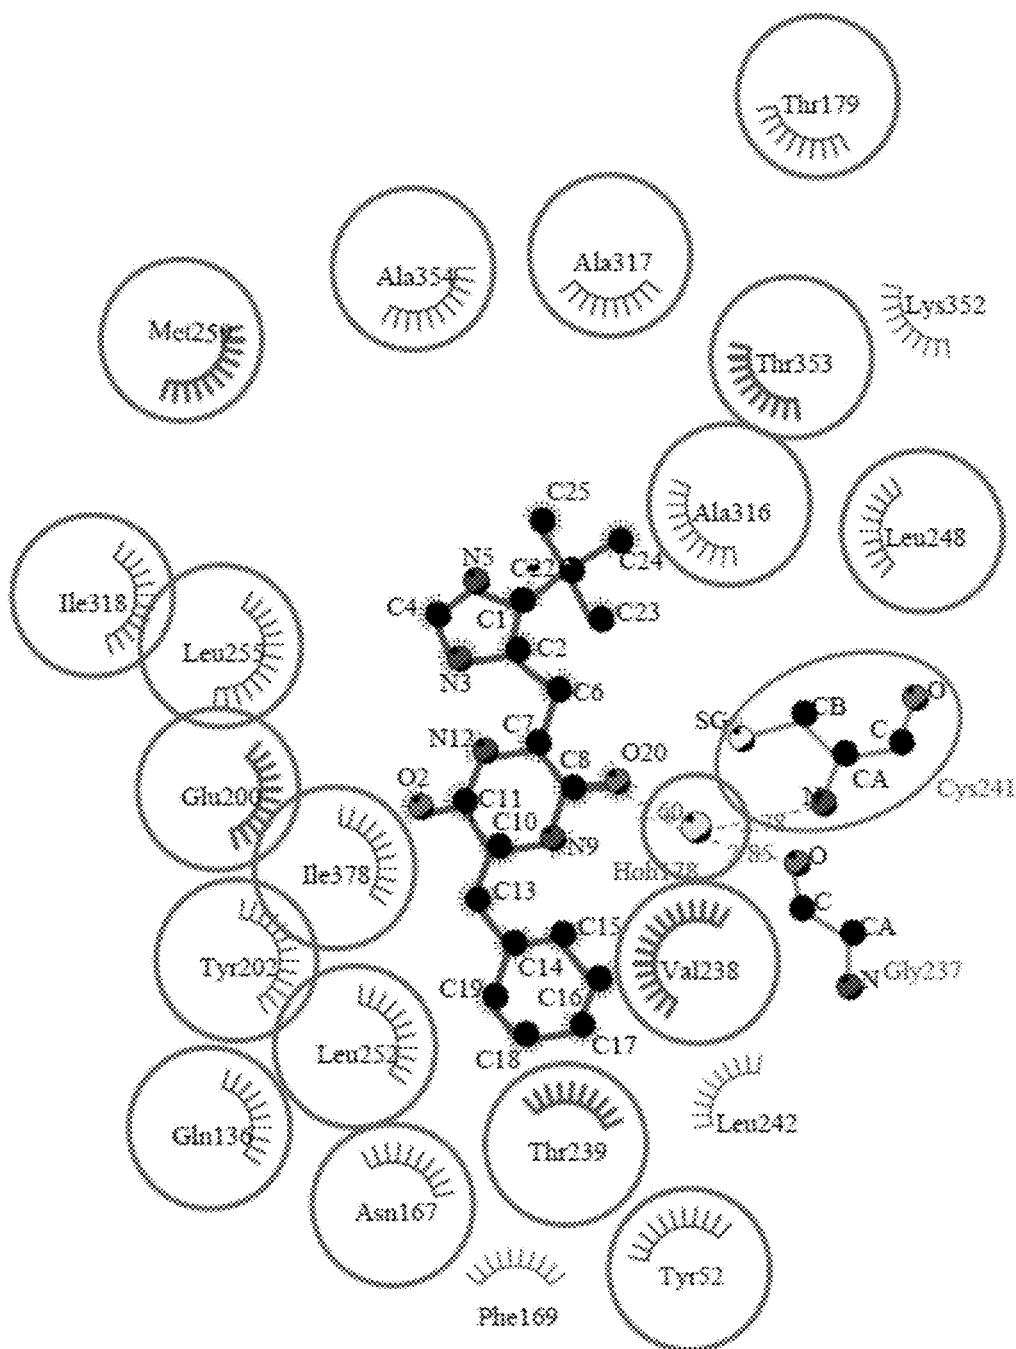 Thr179
Ala354
Ala317
Lys352
Thr353
Ala316
Leu248
C25
C24
C23
N5
C4
C1
C2
N3
C6
Ile318
Leu255
C7
N12
C8
O20
O2
C11
C10
N9
SG
CB
O
C
CA
N
Cys241
Ile378
C13
O
C
CA
N
Gly237
Val238
C15
C14
C16
C19
C18
C17
Tyr202
Leu252
Leu242
Gln136
Thr239
Asn167
Tyr52
Phe169